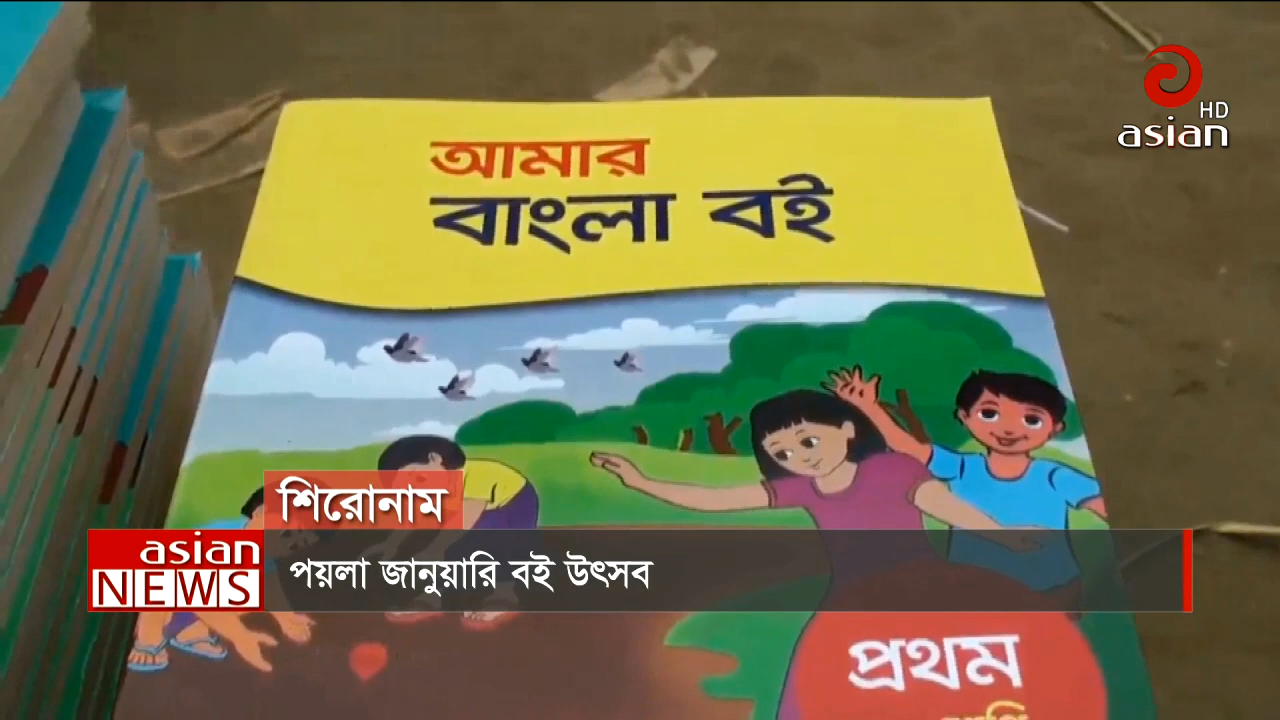 আমার
বাংলা বই
HD
asian
শিরোনাম
asian
NEWS
পয়লা জানুয়ারি বই উৎসব
প্রথম